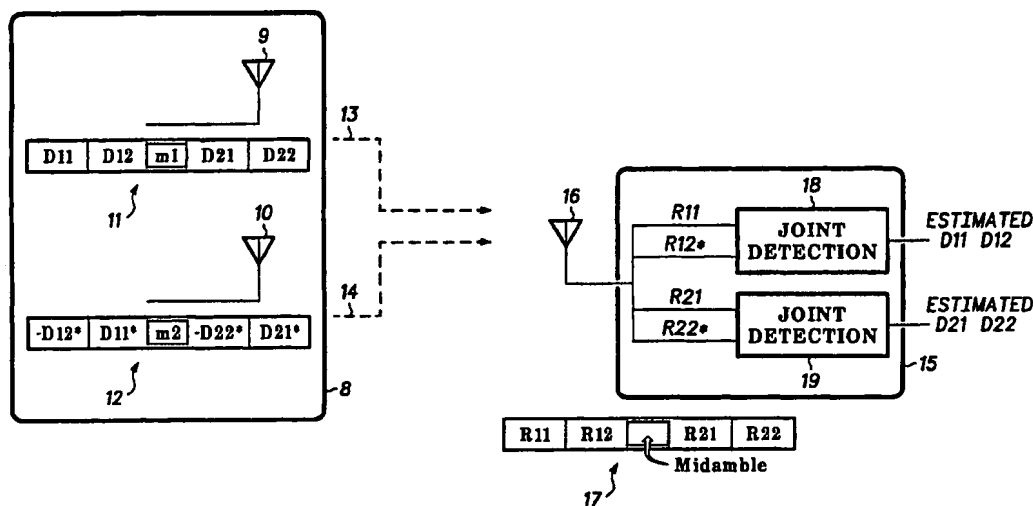 9
13
D11 D12 m1 D21 D22
11
10
14
-D12* D11* m2 -D22* D21*
12
8
16
18
R11
R12*
JOINT
DETECTION
ESTIMATED
D11 D12
R21
R22*
JOINT
DETECTION
ESTIMATED
D21 D22
19
15
R11 R12 R21 R22
Midamble
17